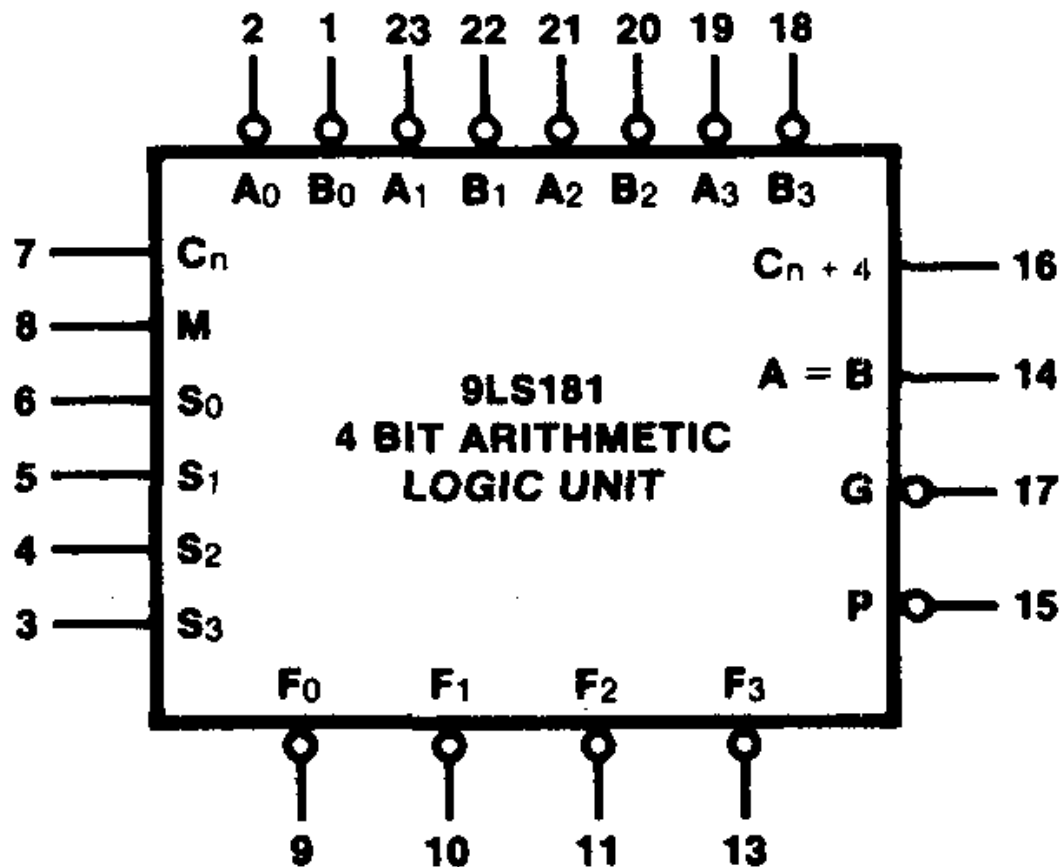 2 1 23 22 21 20 19 18
A0 B0 A1 B1 A2 B2 A3 B3
7 Cn
Cn + 4 16
8 M
A = B 14
9LS181
6 S0
4 BIT ARITHMETIC
5 S1
LOGIC UNIT
G 17
4 S2
P 15
3 S3
F0 F1 F2 F3
9 10 11 13